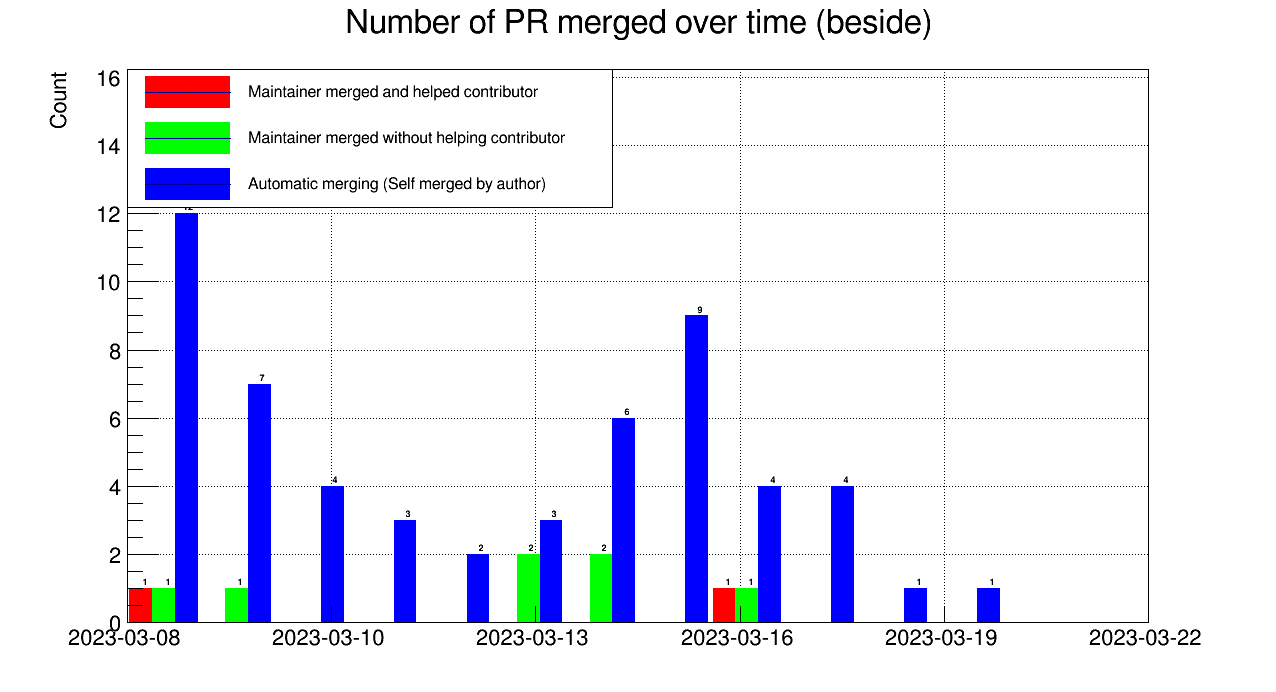 Number of PR merged over time (beside)
Count
16
14
12
10
8
6
4
2
0
Maintainer merged and helped contributor
Maintainer merged without helping contributor
Automatic merging (Self merged by author)
1 1 1 7 4 3 2 2 3 2 6 9 1 1 4 4 1 1
2023-03-08 2023-03-10 2023-03-13 2023-03-16 2023-03-19 2023-03-22